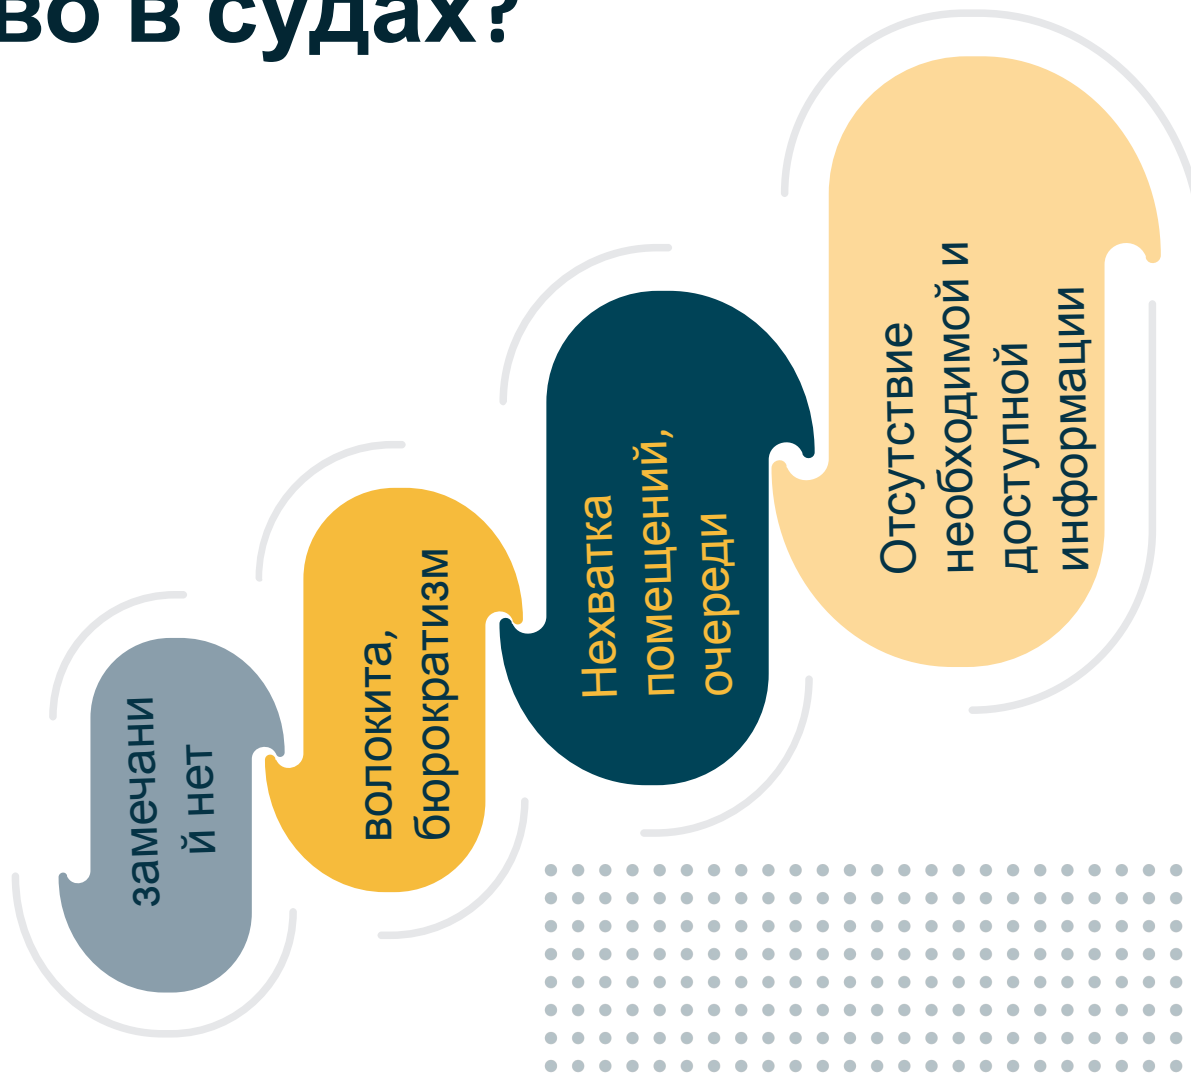 во в судах?
замечани
й нет
волокита,
бюрократизм
Нехватка
помещений,
очереди
Отсутствие
необходимой и
доступной
информации